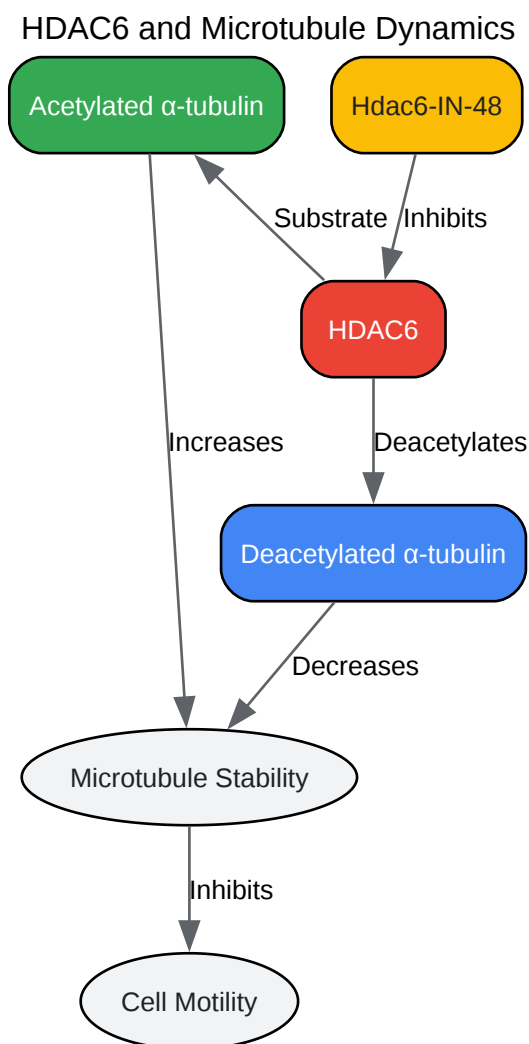 HDAC6 and Microtubule Dynamics
Acetylated α-tubulin
Hdac6-IN-48
Substrate
Inhibits
HDAC6
Increases
Deacetylates
Deacetylated α-tubulin
Decreases
Microtubule Stability
Inhibits
Cell Motility